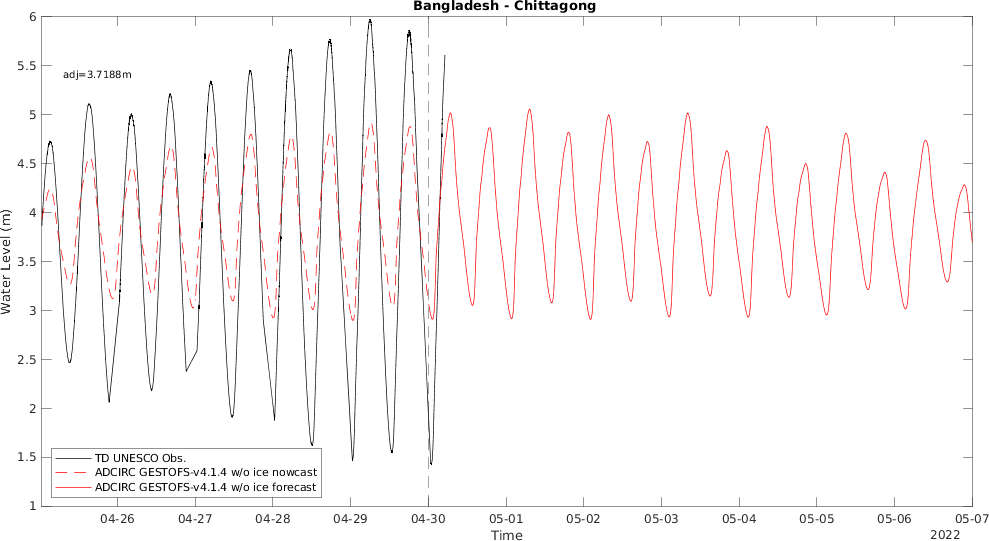 Bangladesh - Chittagong
adj=3.7188m
6
5.5
5
4.5
4
3.5
3
2.5
2
1.5
1
Water Level (m)
TD UNESCO Obs.
ADCIRC GESTOFS-v4.1.4 w/o ice nowcast
ADCIRC GESTOFS-v4.1.4 w/o ice forecast
04-26 04-27 04-28 04-29 04-30 05-01 05-02 05-03 05-04 05-05 05-06 05-07
Time
2022